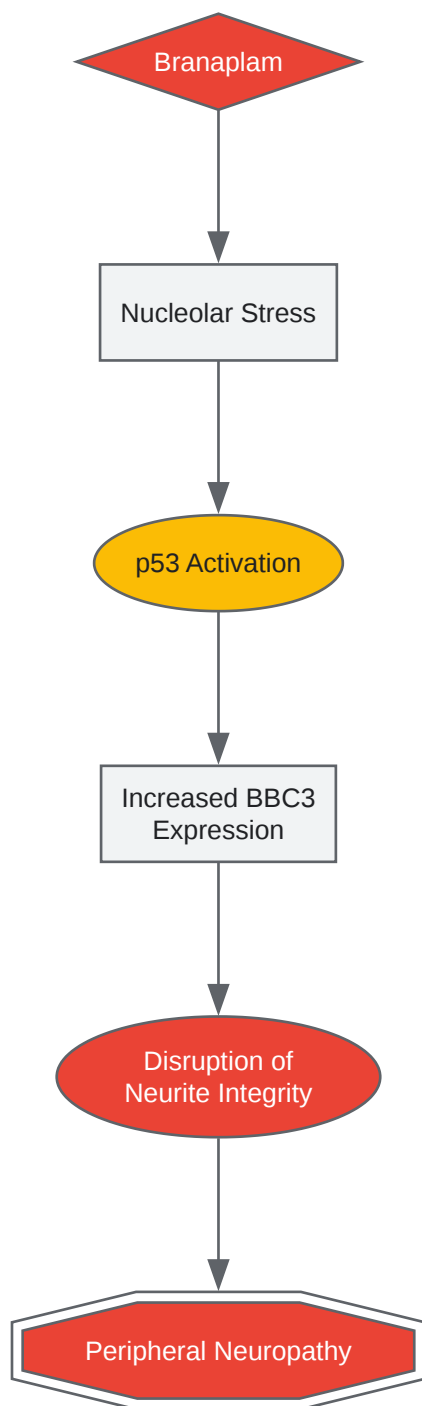 Branaplam
Nucleolar Stress
p53 Activation
Increased BBC3
Expression
Disruption of
Neurite Integrity
Peripheral Neuropathy